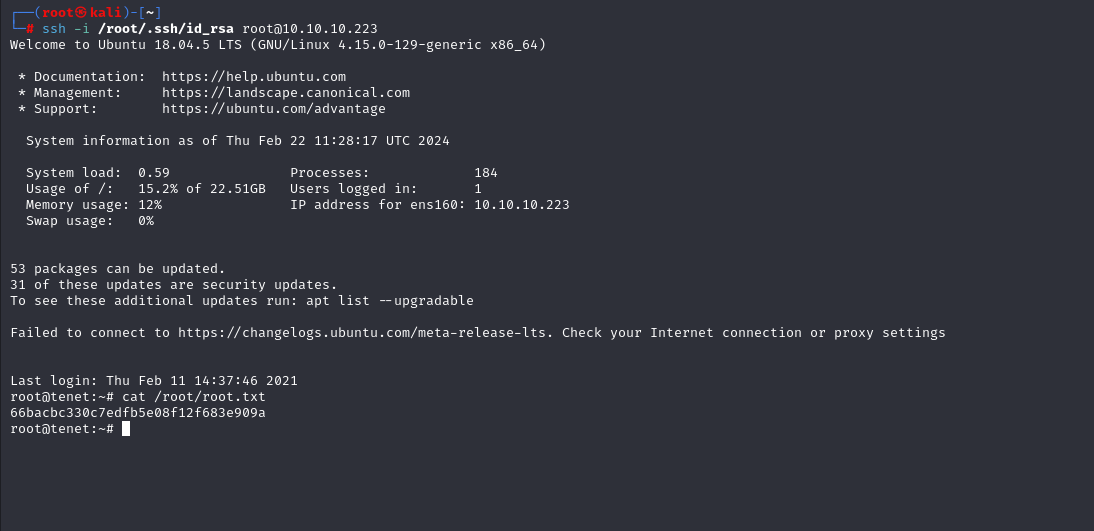 ┌──(root㉿kali)-[~]
└─# ssh -i /root/.ssh/id_rsa root@10.10.10.223
Welcome to Ubuntu 18.04.5 LTS (GNU/Linux 4.15.0-129-generic x86_64)
* Documentation:  https://help.ubuntu.com
* Management:     https://landscape.canonical.com
* Support:        https://ubuntu.com/advantage
System information as of Thu Feb 22 11:28:17 UTC 2024
System load:  0.59               Processes:             184
Usage of /:   15.2% of 22.51GB   Users logged in:       1
Memory usage: 12%                IP address for ens160: 10.10.10.223
Swap usage:   0%
53 packages can be updated.
31 of these updates are security updates.
To see these additional updates run: apt list --upgradable
Failed to connect to https://changelogs.ubuntu.com/meta-release-lts. Check your Internet connection or proxy settings
Last login: Thu Feb 11 14:37:46 2021
root@tenet:~# cat /root/root.txt
66bacbc330c7edfb5e08f12f683e909a
root@tenet:~#